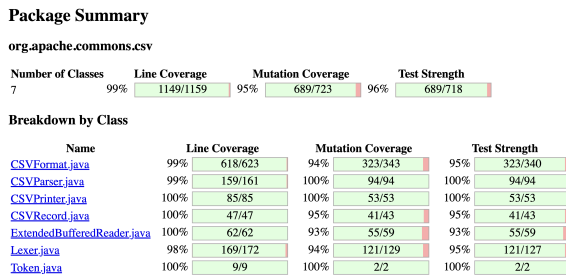 Package Summary
org.apache.commons.csv
Number of Classes Line Coverage Mutation Coverage Test Strength
7 99% 1149/1159 95% 689/723 96% 689/718
Breakdown by Class
Name Line Coverage Mutation Coverage Test Strength
CSVFormat.java 99% 618/623 94% 323/343 95% 323/340
CSVParser.java 99% 159/161 100% 94/94 100% 94/94
CSVPrinter.java 100% 85/85 100% 53/53 100% 53/53
CSVRecord.java 100% 47/47 95% 41/43 95% 41/43
ExtendedBufferedReader.java 100% 62/62 93% 55/59 93% 55/59
Lexer.java 98% 169/172 94% 121/129 95% 121/127
Token.java 100% 9/9 100% 2/2 100% 2/2